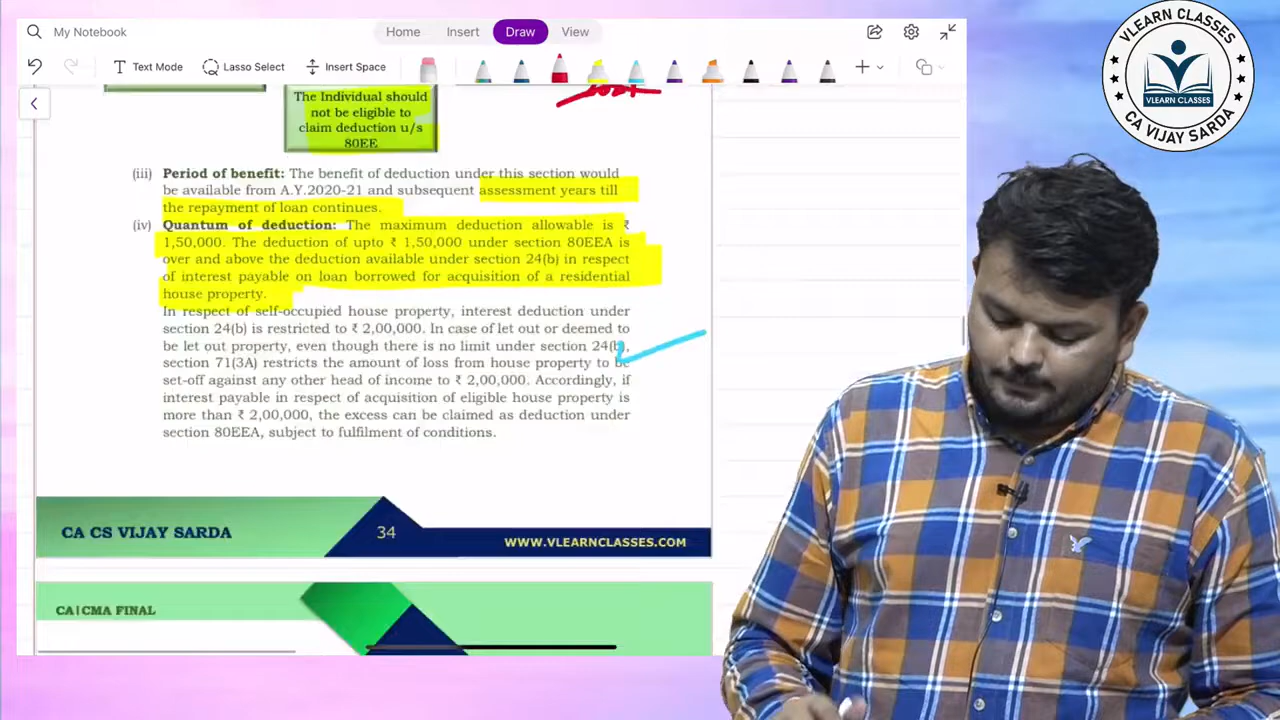 My Notebook
Home Insert Draw View
Text Mode Lasso Select Insert Space
The Individual should
not be eligible to
claim deduction u/s
80EE
(iii) Period of benefit: The benefit of deduction under this section would
be available from A.Y.2020-21 and subsequent assessment years till
the repayment of loan continues.
(iv) Quantum of deduction: The maximum deduction allowable is ₹
1,50,000. The deduction of upto ₹ 1,50,000 under section 80EEA is
over and above the deduction available under section 24(b) in respect
of interest payable on loan borrowed for acquisition of a residential
house property.
In respect of self-occupied house property, interest deduction under
section 24(b) is restricted to ₹ 2,00,000. In case of let out or deemed to
be let out property, even though there is no limit under section 24(b),
section 71(3A) restricts the amount of loss from house property to be
set-off against any other head of income to ₹ 2,00,000. Accordingly, if
interest payable in respect of acquisition of eligible house property is
more than ₹ 2,00,000, the excess can be claimed as deduction under
section 80EEA, subject to fulfilment of conditions.
CA CS VIJAY SARDA 34 WWW.VLEARNCLASSES.COM
CA|CMA FINAL
VLEARN CLASSES
VLEARN CLASSES
CA VIJAY SARDA